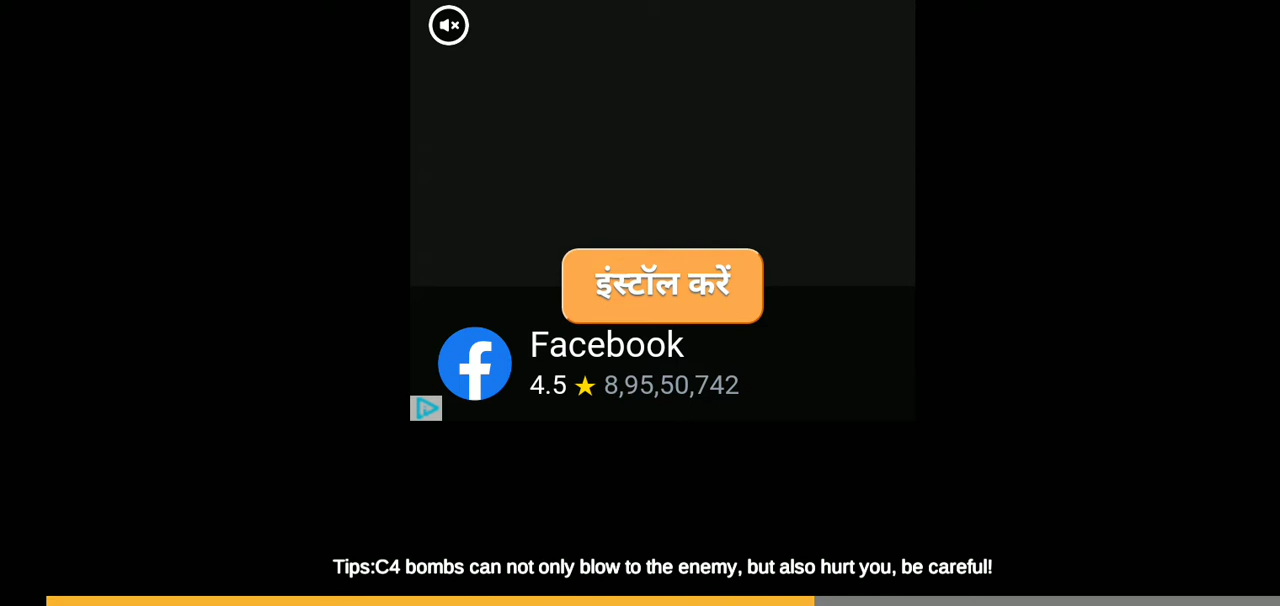 इंस्टॉल करें
Facebook
4.5 ★ 8,95,50,742
Tips:C4 bombs can not only blow to the enemy, but also hurt you, be careful!